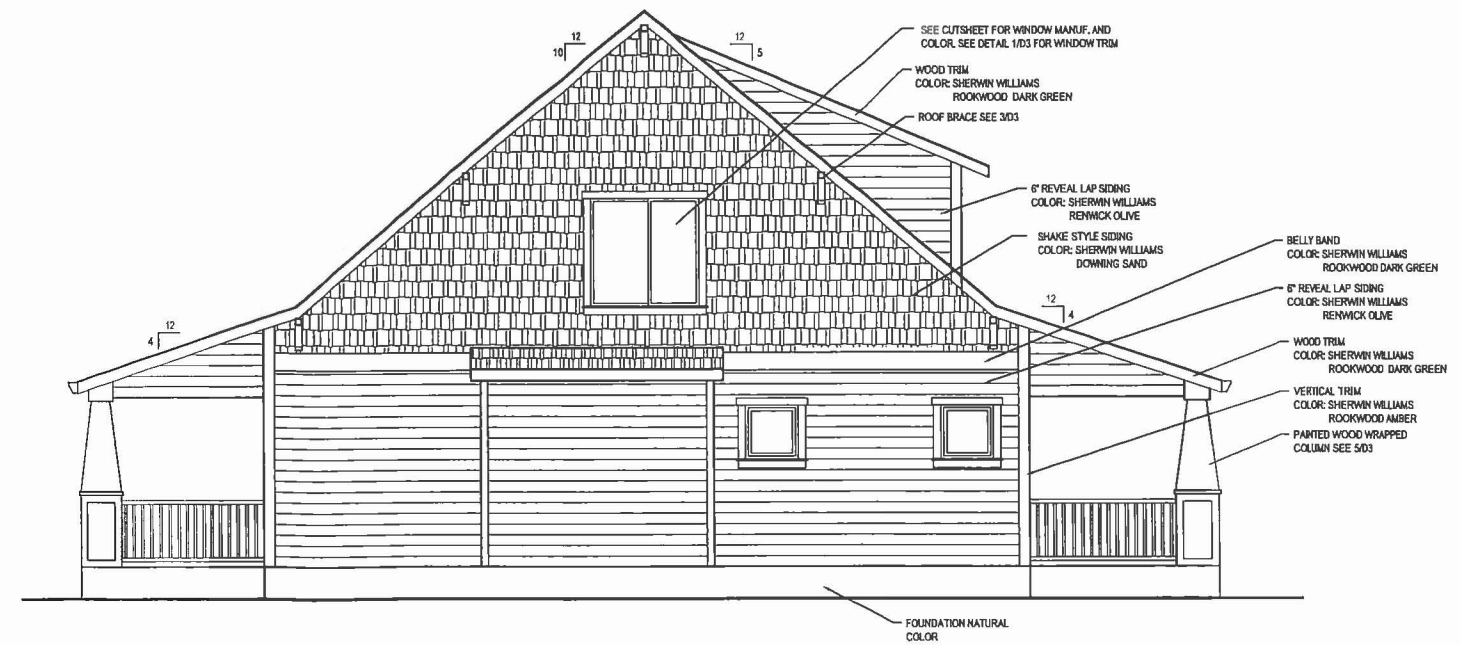 SEE CUTSHEET FOR WINDOW MANUF. AND
COLOR. SEE DETAIL 1/D3 FOR WINDOW TRIM
12
10
12
5
WOOD TRIM
COLOR: SHERWIN WILLIAMS
ROOKWOOD DARK GREEN
ROOF BRACE SEE 3/D3
6" REVEAL LAP SIDING
COLOR: SHERWIN WILLIAMS
RENWICK OLIVE
SHAKE STYLE SIDING
COLOR: SHERWIN WILLIAMS
DOWNING SAND
BELLY BAND
COLOR: SHERWIN WILLIAMS
ROOKWOOD DARK GREEN
6" REVEAL LAP SIDING
COLOR: SHERWIN WILLIAMS
RENWICK OLIVE
12
4
12
4
WOOD TRIM
COLOR: SHERWIN WILLIAMS
ROOKWOOD DARK GREEN
VERTICAL TRIM
COLOR: SHERWIN WILLIAMS
ROOKWOOD AMBER
PAINTED WOOD WRAPPED
COLUMN SEE 5/D3
FOUNDATION NATURAL
COLOR